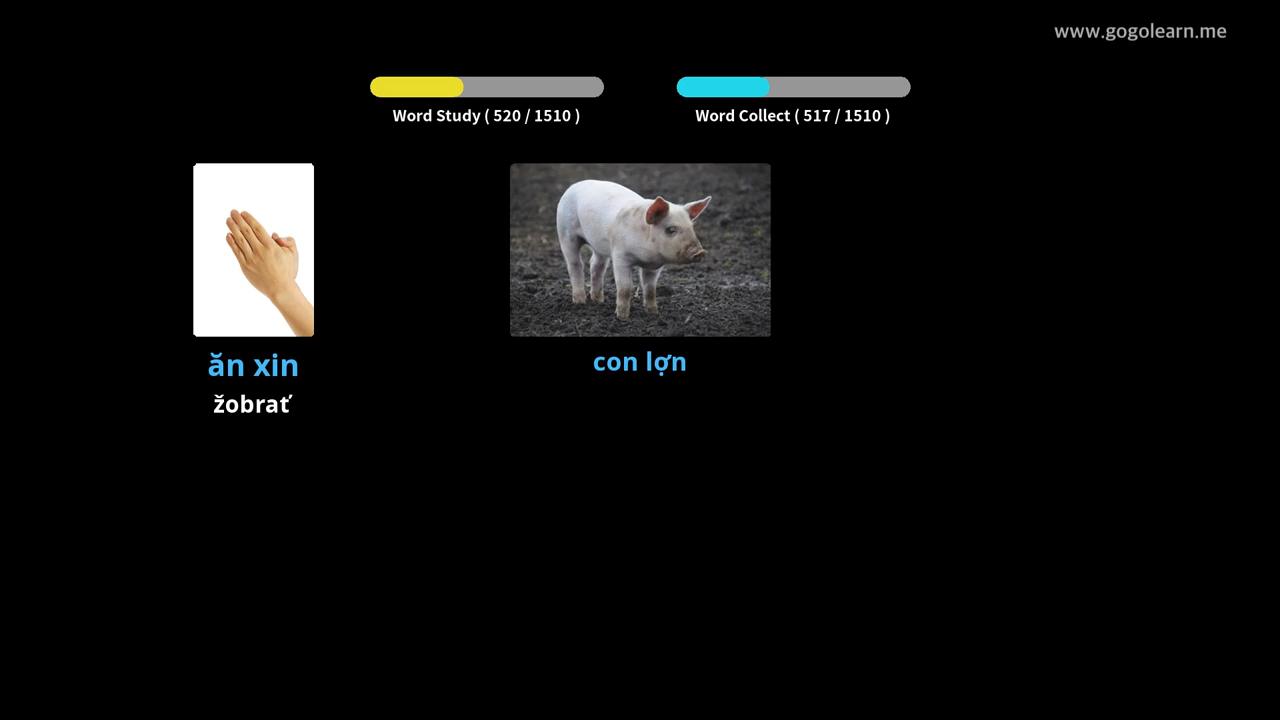 www.gogolearn.me
Word Study ( 520 / 1510 )
Word Collect ( 517 / 1510 )
ăn xin
žobrať
con lợn